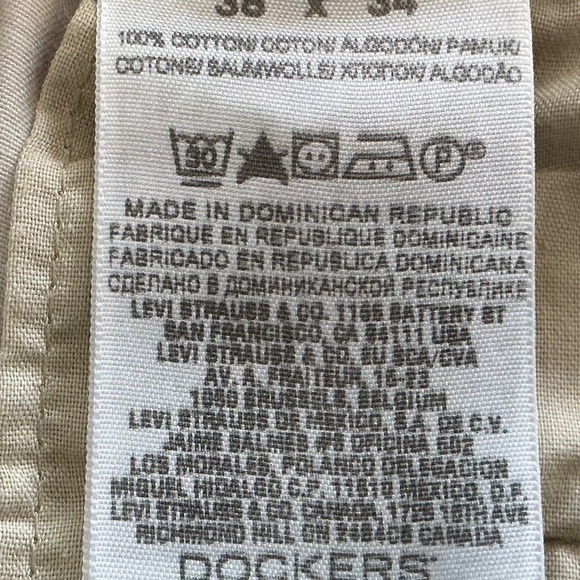 38 X 34
100% COTTON/ COTON/ ALGODÓN/ PAMUK/
COTONE/ BAUMWOLLE/ ХЛОПОК/ ALGODÃO
P
MADE IN DOMINICAN REPUBLIC
FABRIQUE EN REPUBLIQUE DOMINICAINE
FABRICADO EN REPUBLICA DOMINICANA
СДЕЛАНО В ДОМИНИКАНСКОЙ РЕСПУБЛИКЕ
LEVI STRAUSS & CO. 1155 BATTERY ST
SAN FRANCISCO, CA 94111 USA
LEVI STRAUSS & CO. EU SCA/CVA
AV. A. FRAITEUR, 15-23
BRUSSELS, BELGIUM
LEVI STRAUSS DE MEXICO, S.A. DE C.V.
JAIME BALMES #8 OFICINA 602
LOS MORALES, POLANCO DELEGACION
MIGUEL HIDALGO C.P. 11510 MEXICO, D.F.
LEVI STRAUSS & CO. CANADA, 1725 16TH AVE
RICHMOND HILL ON CANADA
DOCKERS